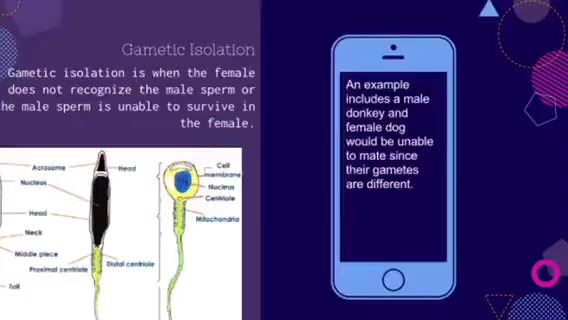 Gametic Isolation
Gametic isolation is when the female
does not recognize the male sperm or
he male sperm is unable to survive in
the female.
Acrosome
Nucleus
Head
Neck
Middle piece
Proximal centriole
Tail
Head
Distal centriole
Cell
membrane
Nucleus
Centriole
Mitochondria
An example
includes a male
donkey and
female dog
would be unable
to mate since
their gametes
are different.